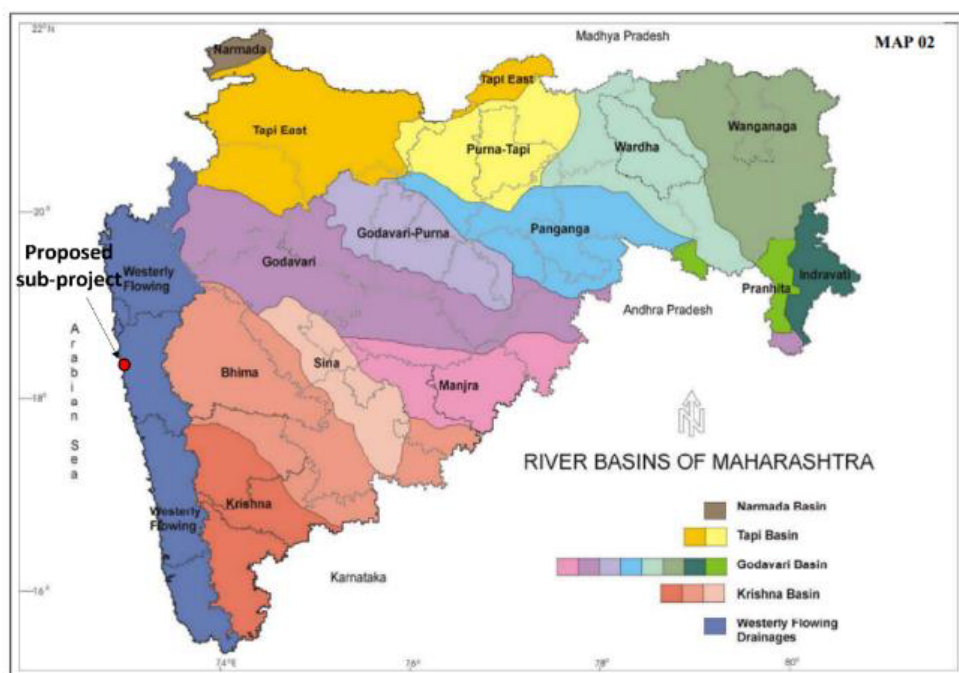 22°N
Madhya Pradesh
MAP 02
Narmada
Tapi East
Tapi East
Purna-Tapi
Wardha
Wanganaga
20°
Proposed
sub-project
Westerly
Flowing
Godavari
Godavari-Purna
Panganga
Pranhita
Indravati
Andhra Pradesh
Arabian Sea
Bhima
Sina
Manjra
18°
N
RIVER BASINS OF MAHARASHTRA
Krishna
Westerly
Flowing
Karnataka
16°
Narmada Basin
Tapi Basin
Godavari Basin
Krishna Basin
Westerly Flowing
Drainages
74°E
76°
78°
80°